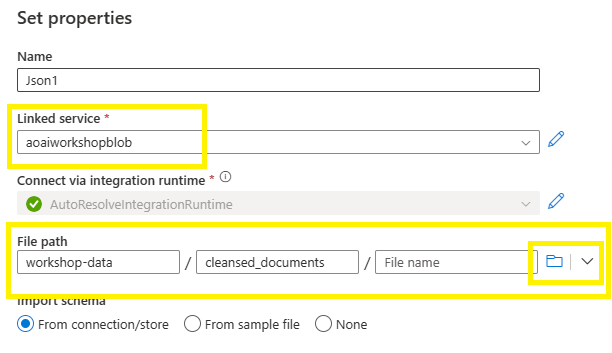 Set properties
Name
Json1
Linked service *
aoaiworkshopblob
Connect via integration runtime *
AutoResolveIntegrationRuntime
File path
workshop-data / cleansed_documents / File name
Import schema
From connection/store From sample file None